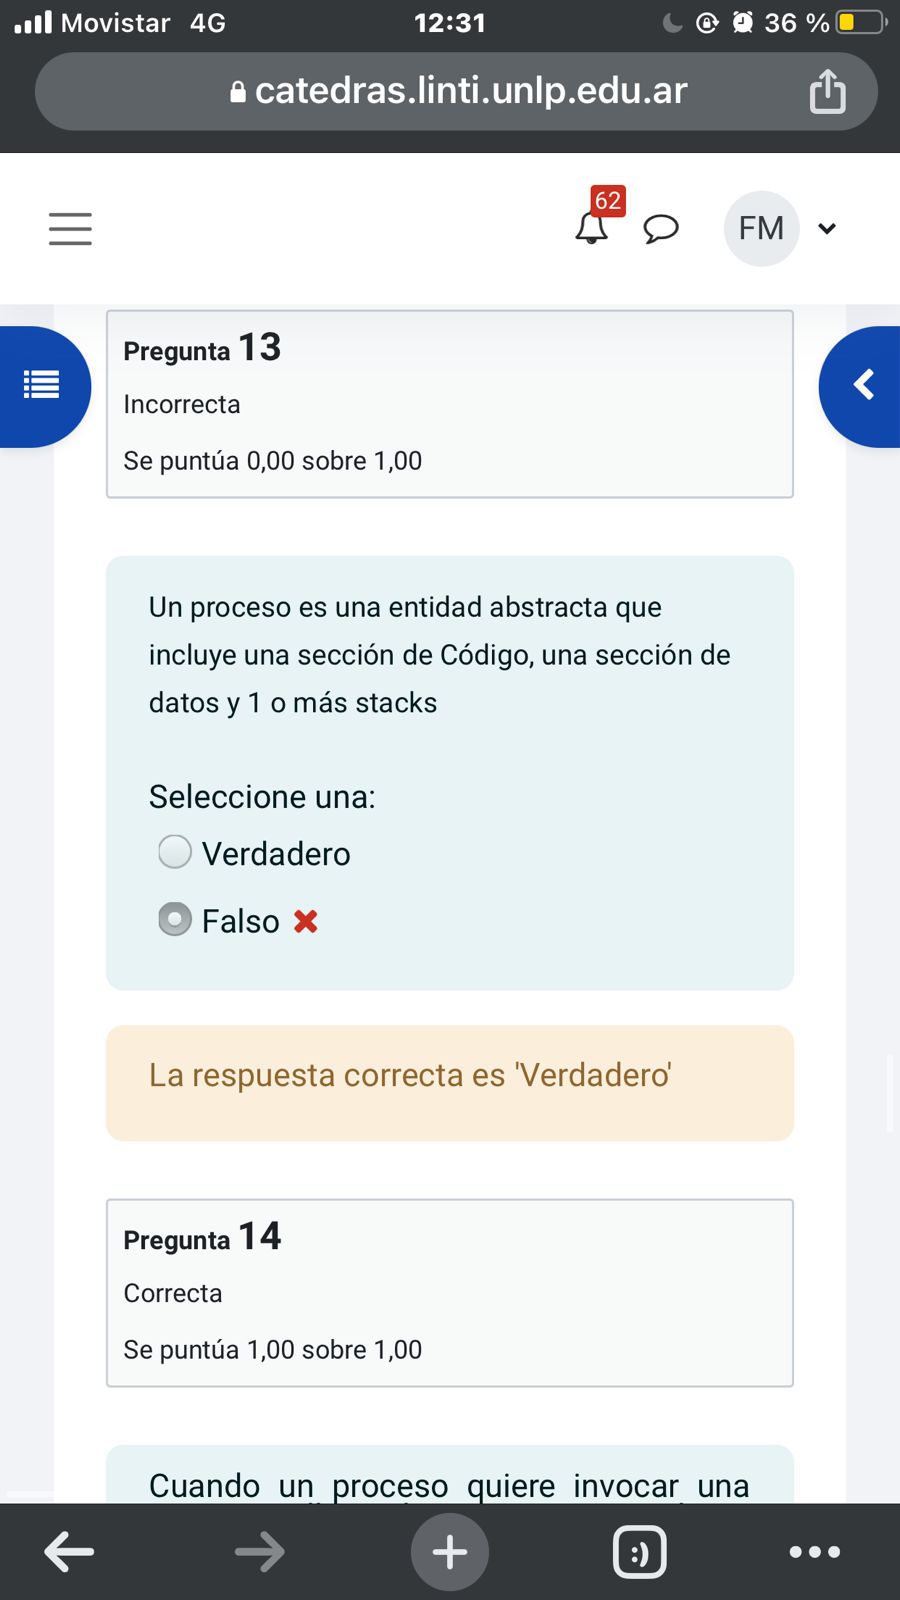 Movistar 4G 12:31 36 %
catedras.linti.unlp.edu.ar
62
FM
Pregunta 13
Incorrecta
Se puntúa 0,00 sobre 1,00
Un proceso es una entidad abstracta que
incluye una sección de Código, una sección de
datos y 1 o más stacks
Seleccione una:
Verdadero
Falso
La respuesta correcta es 'Verdadero'
Pregunta 14
Correcta
Se puntúa 1,00 sobre 1,00
Cuando un proceso quiere invocar una
:)